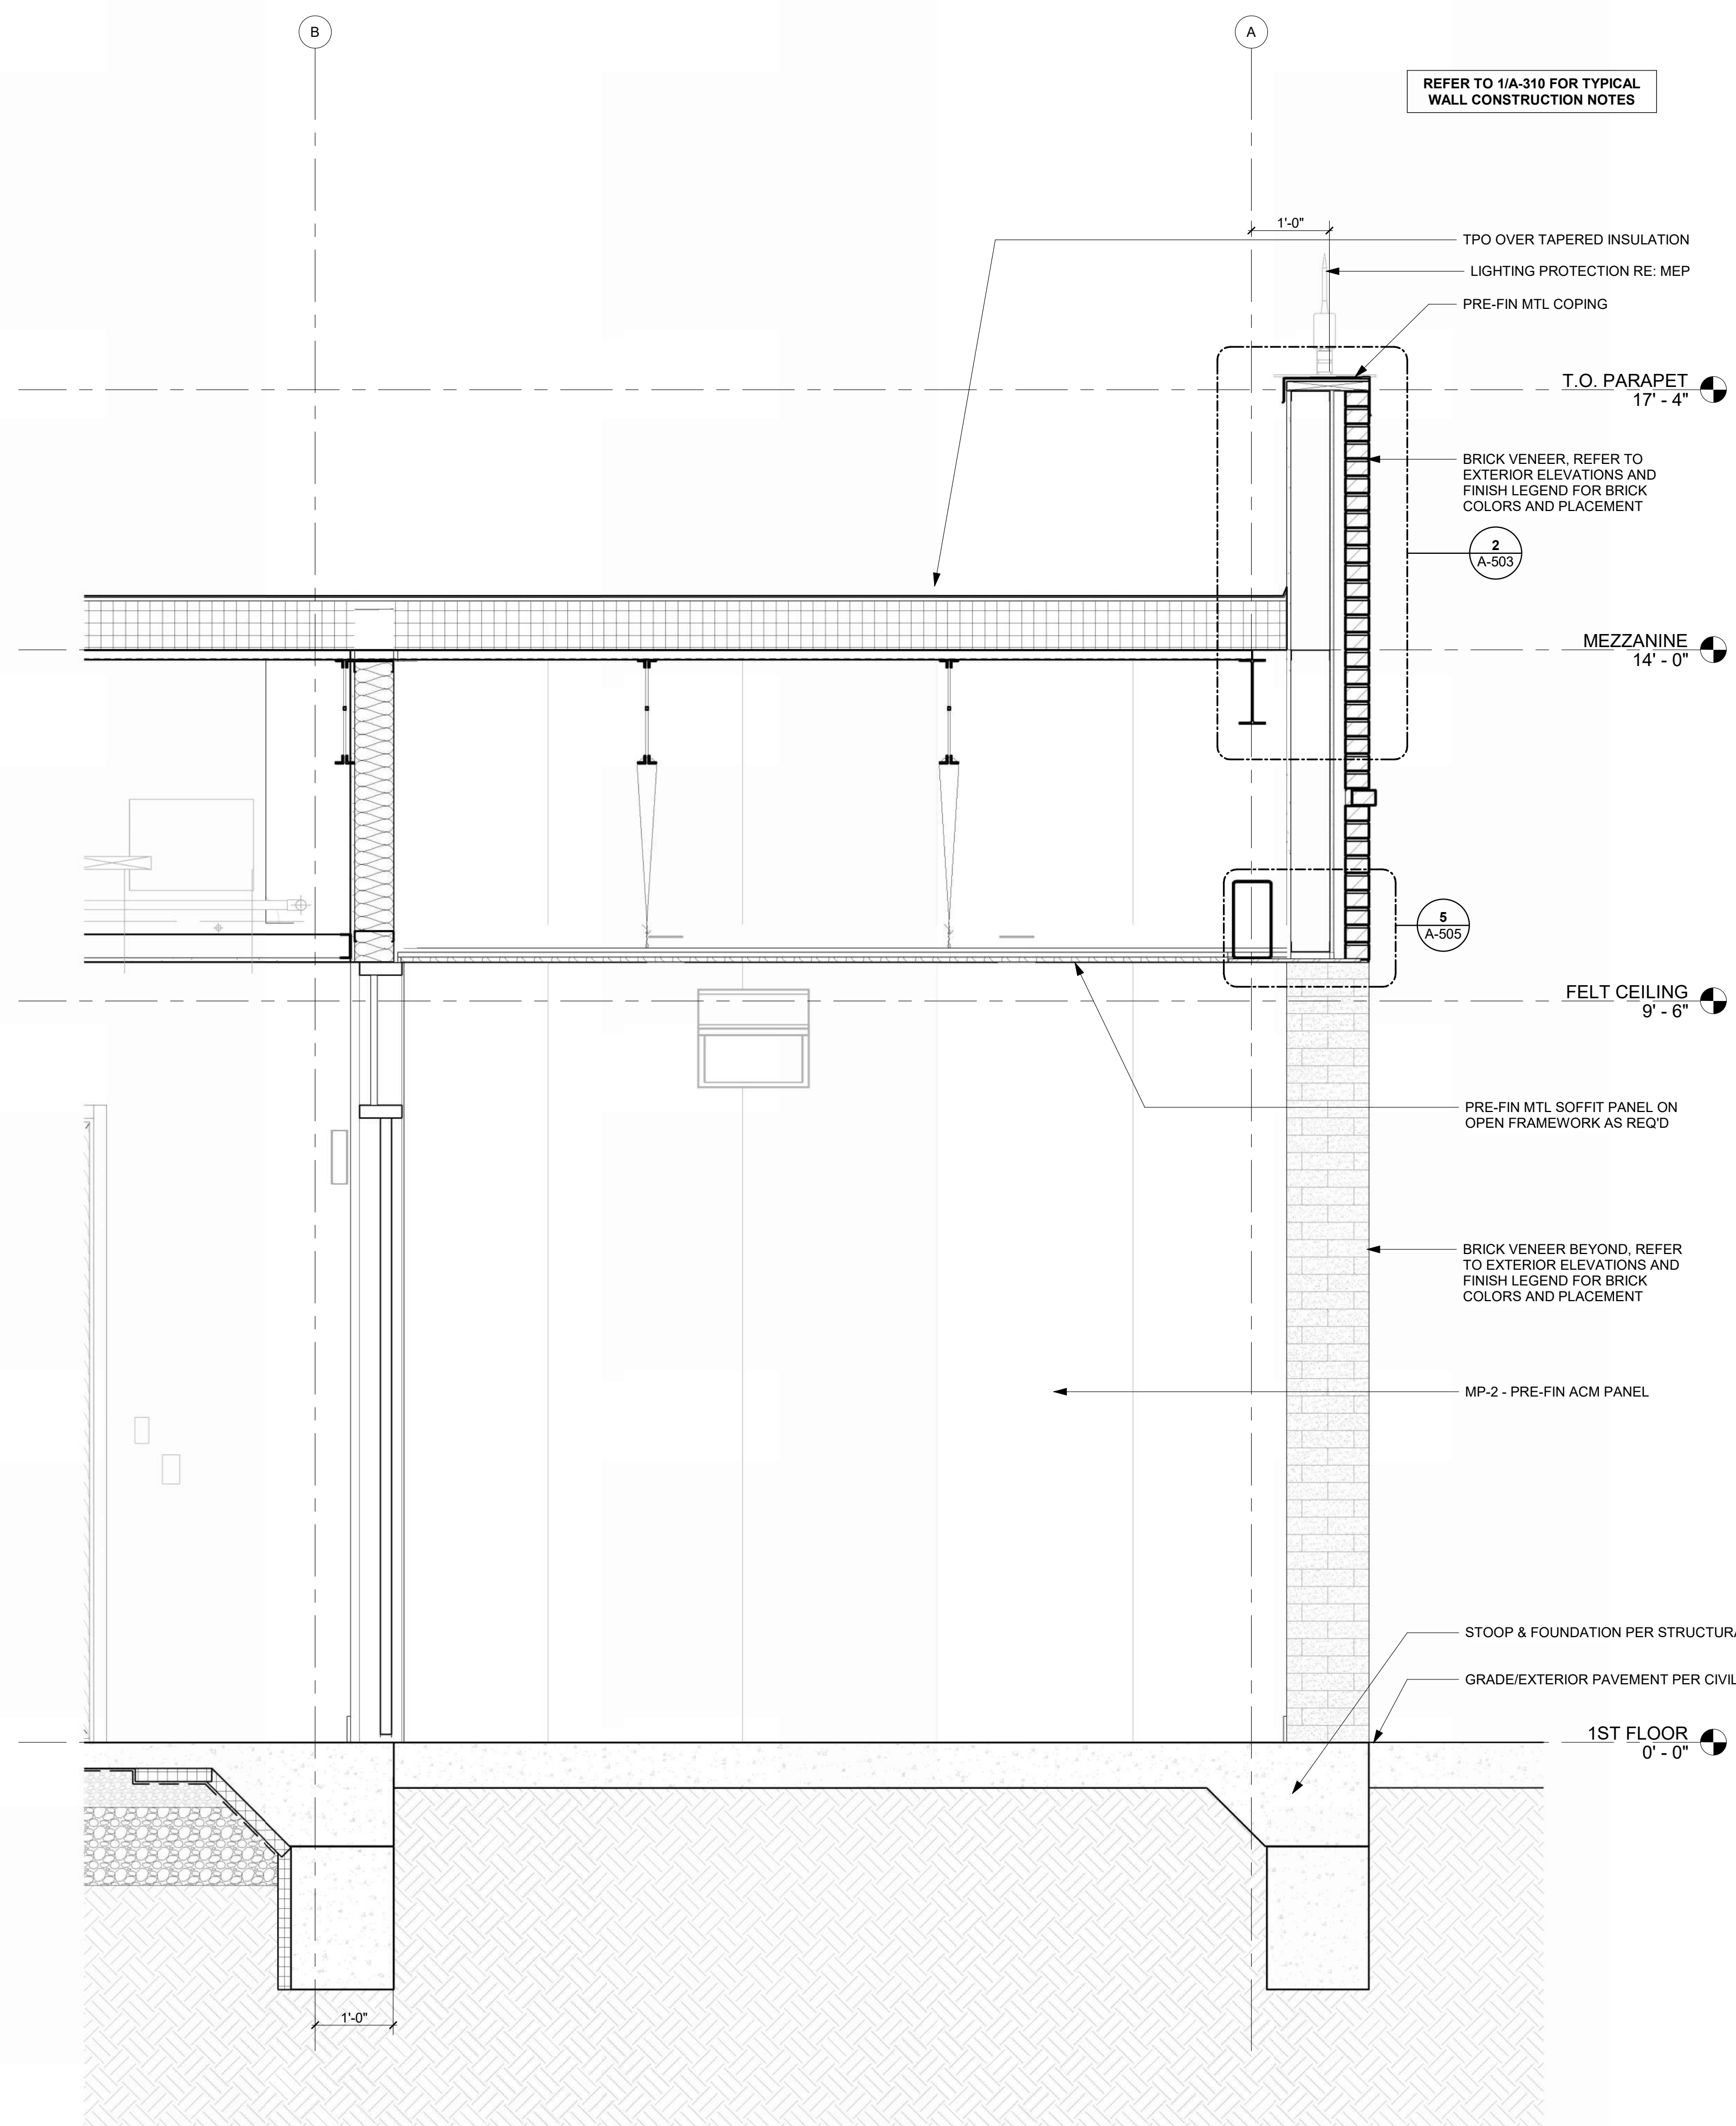 B
A
REFER TO 1/A-310 FOR TYPICAL
WALL CONSTRUCTION NOTES
1'-0"
TPO OVER TAPERED INSULATION
LIGHTING PROTECTION RE: MEP
PRE-FIN MTL COPING
T.O. PARAPET
17' - 4"
BRICK VENEER, REFER TO
EXTERIOR ELEVATIONS AND
FINISH LEGEND FOR BRICK
COLORS AND PLACEMENT
2
A-503
MEZZANINE
14' - 0"
5
A-505
FELT CEILING
9' - 6"
PRE-FIN MTL SOFFIT PANEL ON
OPEN FRAMEWORK AS REQ'D
BRICK VENEER BEYOND, REFER
TO EXTERIOR ELEVATIONS AND
FINISH LEGEND FOR BRICK
COLORS AND PLACEMENT
MP-2 - PRE-FIN ACM PANEL
STOOP & FOUNDATION PER
GRADE/EXTERIOR PAVEMENT PER CIVIL
1ST FLOOR
0' - 0"
1'-0"